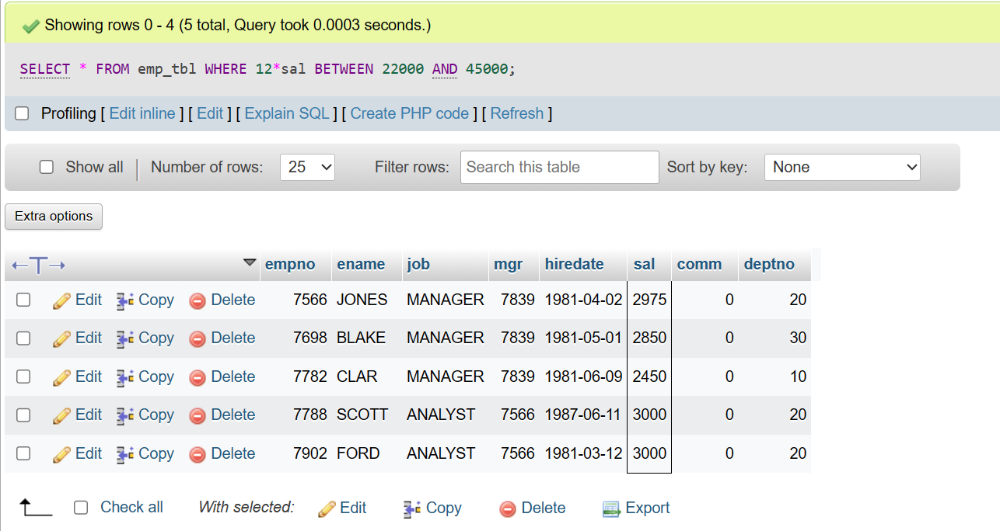 Showing rows 0 - 4 (5 total, Query took 0.0003 seconds.)
SELECT * FROM emp_tbl WHERE 12*sal BETWEEN 22000 AND 45000;
Profiling [ Edit inline ] [ Edit ] [ Explain SQL ] [ Create PHP code ] [ Refresh ]
Show all | Number of rows: 25 Filter rows: Search this table Sort by key: None
Extra options
←T→ empno ename job mgr hiredate sal comm deptno
Edit Copy Delete 7566 JONES MANAGER 7839 1981-04-02 2975 0 20
Edit Copy Delete 7698 BLAKE MANAGER 7839 1981-05-01 2850 0 30
Edit Copy Delete 7782 CLAR MANAGER 7839 1981-06-09 2450 0 10
Edit Copy Delete 7788 SCOTT ANALYST 7566 1987-06-11 3000 0 20
Edit Copy Delete 7902 FORD ANALYST 7566 1981-03-12 3000 0 20
Check all With selected: Edit Copy Delete Export